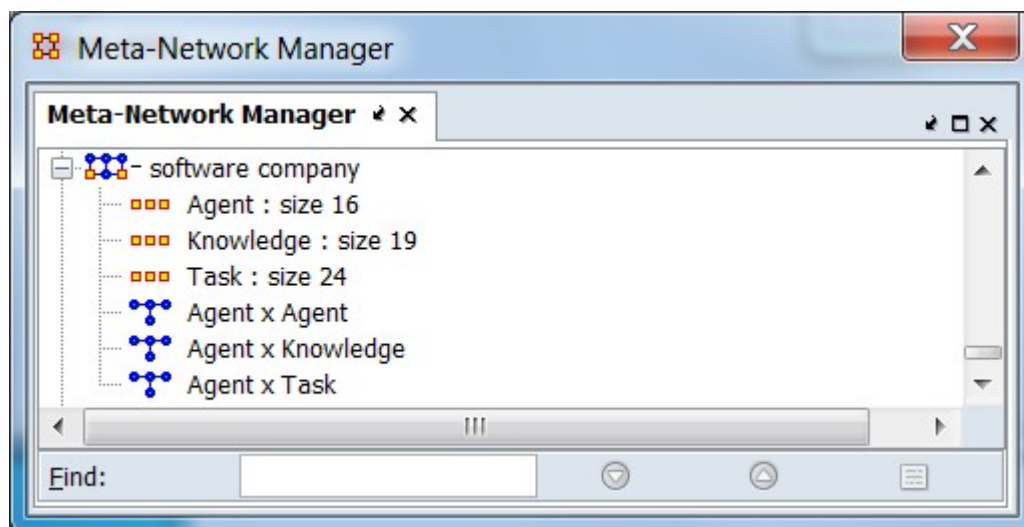 Meta-Network Manager
Meta-Network Manager
software company
Agent : size 16
Knowledge : size 19
Task : size 24
Agent x Agent
Agent x Knowledge
Agent x Task
Find: